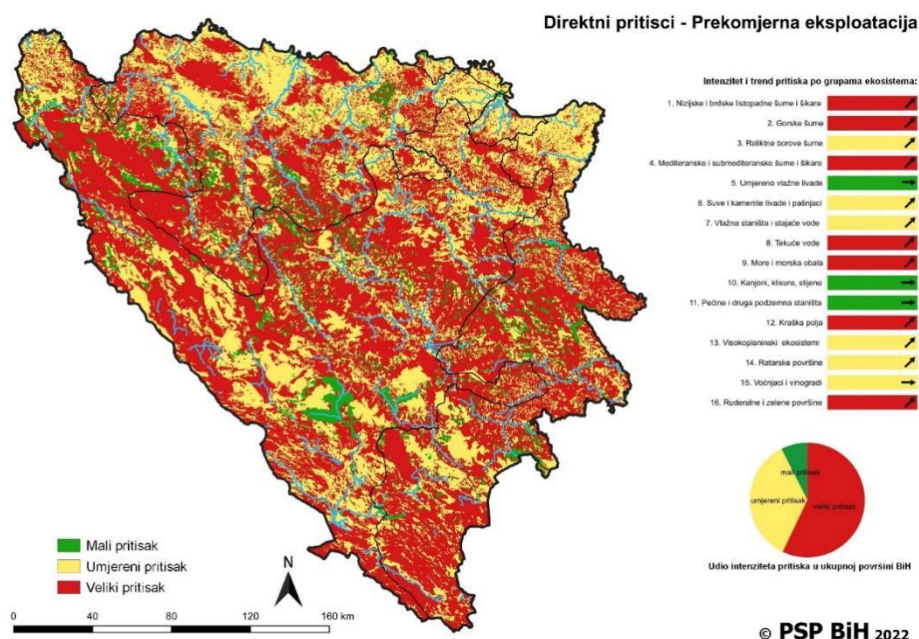 Direktni pritisci - Prekomjerna eksploatacija
Intenzitet i trend pritiska po grupama ekosistema:
1. Nizijske i brdske listopadne šume i šikare
2. Gorske šume
3. Reliktne borove šume
4. Mediteranske i submediteranske šume i šikare
5. Umjereno vlažne livade
6. Suve i kamenite livade i pašnjaci
7. Vlažna staništa i stajaće vode
8. Tekuće vode
9. More i morska obala
10. Kanjoni, klisure, stijene
11. Pećine i druga podzemna staništa
12. Kraška polja
13. Visokoplaninski ekosistemi
14. Ratarske površine
15. Voćnjaci i vinogradi
16. Ruderalne i zelene površine
mali pritisak
umjereni pritisak
veliki pritisak
Udio intenziteta pritiska u ukupnoj površini BiH
Mali pritisak
Umjereni pritisak
Veliki pritisak
N
0 40 80 120 160 km
© PSP BiH 2022